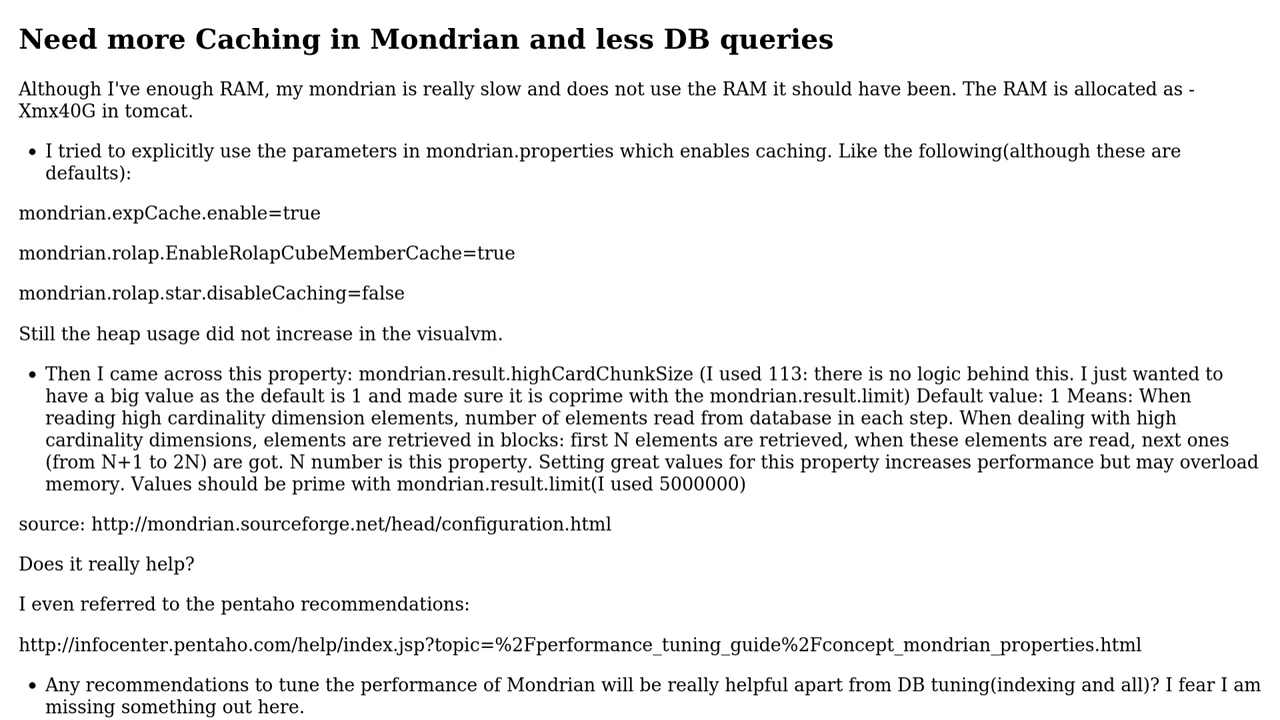 Need more Caching in Mondrian and less DB queries
Although I've enough RAM, my mondrian is really slow and does not use the RAM it should have been. The RAM is allocated as -
Xmx40G in tomcat.
• I tried to explicitly use the parameters in mondrian.properties which enables caching. Like the following(although these are
defaults):
mondrian.expCache.enable=true
mondrian.rolap.EnableRolapCubeMemberCache=true
mondrian.rolap.star.disableCaching=false
Still the heap usage did not increase in the visualvm.
• Then I came across this property: mondrian.result.highCardChunkSize (I used 113: there is no logic behind this. I just wanted to
have a big value as the default is 1 and made sure it is coprime with the mondrian.result.limit) Default value: 1 Means: When
reading high cardinality dimension elements, number of elements read from database in each step. When dealing with high
cardinality dimensions, elements are retrieved in blocks: first N elements are retrieved, when these elements are read, next ones
(from N+1 to 2N) are got. N number is this property. Setting great values for this property increases performance but may overload
memory. Values should be prime with mondrian.result.limit(I used 5000000)
source: http://mondrian.sourceforge.net/head/configuration.html
Does it really help?
I even referred to the pentaho recommendations:
http://infocenter.pentaho.com/help/index.jsp?topic=%2Fperformance_tuning_guide%2Fconcept_mondrian_properties.html
• Any recommendations to tune the performance of Mondrian will be really helpful apart from DB tuning(indexing and all)? I fear I am
missing something out here.